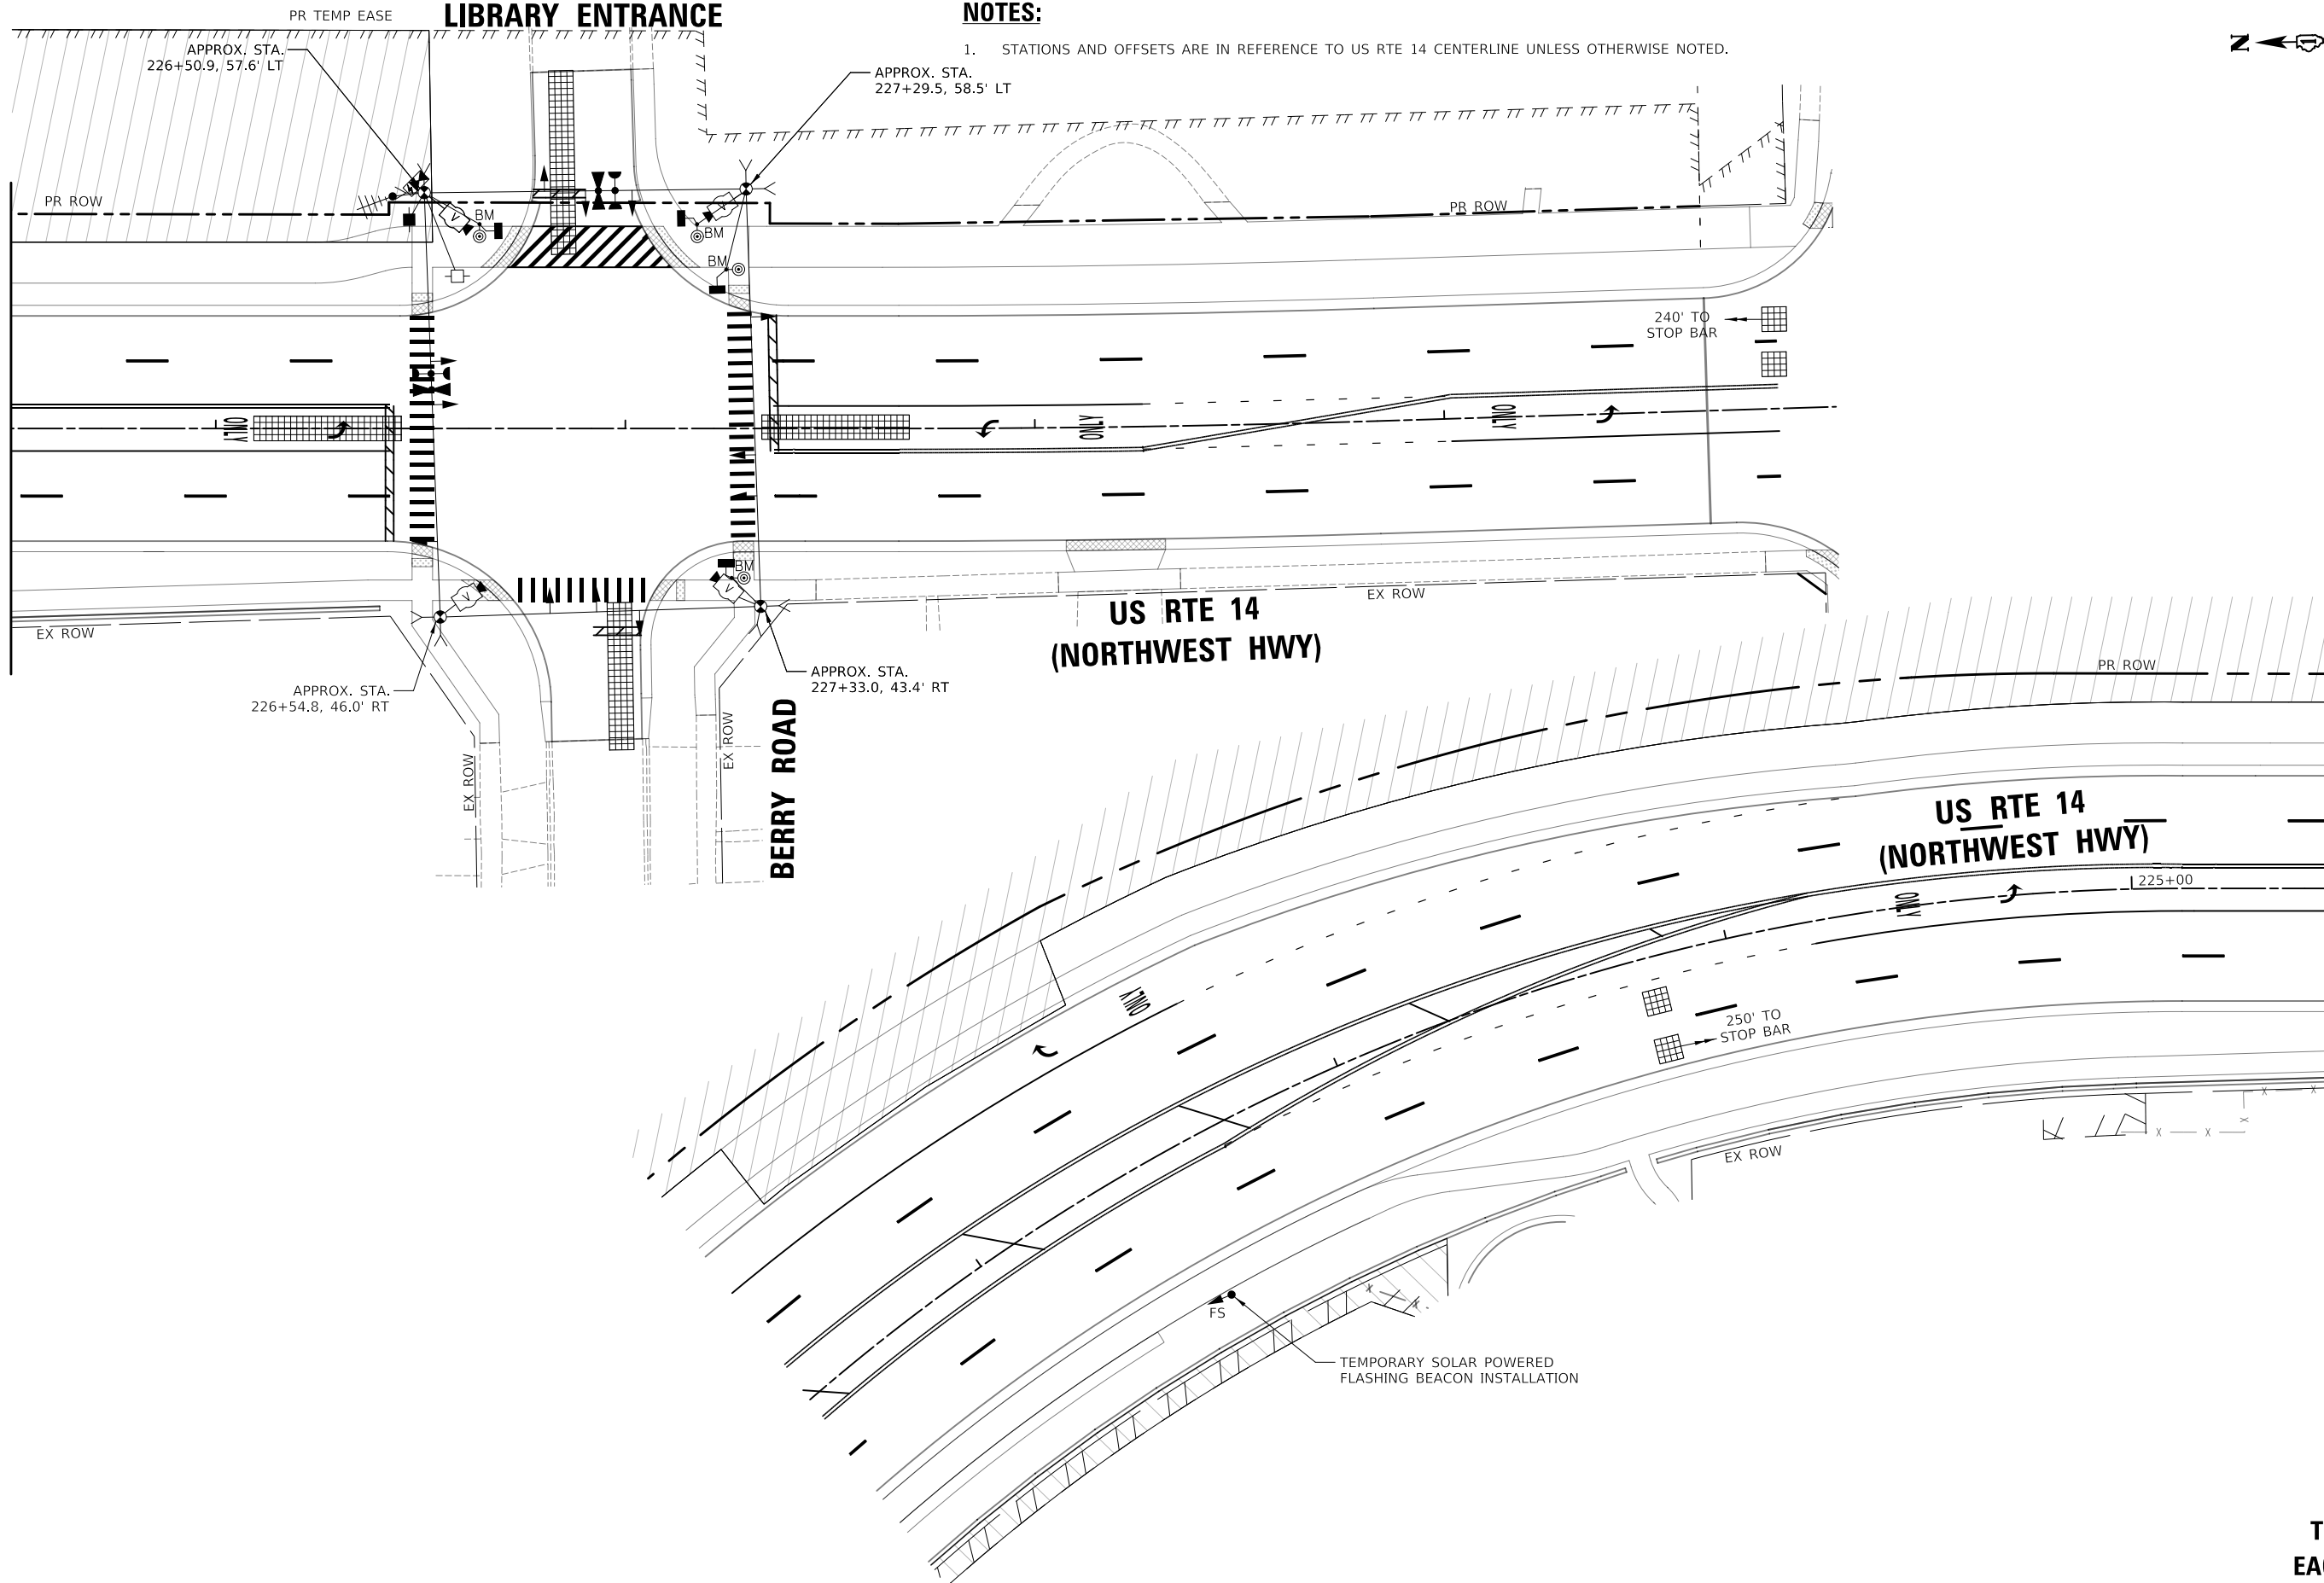 PR TEMP EASE
LIBRARY ENTRANCE
NOTES:
1. STATIONS AND OFFSETS ARE IN REFERENCE TO US RTE 14 CENTERLINE UNLESS OTHERWISE NOTED.
N
APPROX. STA.
226+50.9, 57.6' LT
APPROX. STA.
227+29.5, 58.5' LT
PR ROW
PR ROW
V
V
V
BM
BM
BM
240' TO
STOP BAR
ONLY
ONLY
ONLY
V
V
BM
EX ROW
EX ROW
US RTE 14
(NORTHWEST HWY)
APPROX. STA.
226+54.8, 46.0' RT
APPROX. STA.
227+33.0, 43.4' RT
EX ROW
EX ROW
BERRY ROAD
PR ROW
US RTE 14
(NORTHWEST HWY)
225+00
ONLY
ONLY
250' TO
STOP BAR
EX ROW
FS
TEMPORARY SOLAR POWERED
FLASHING BEACON INSTALLATION